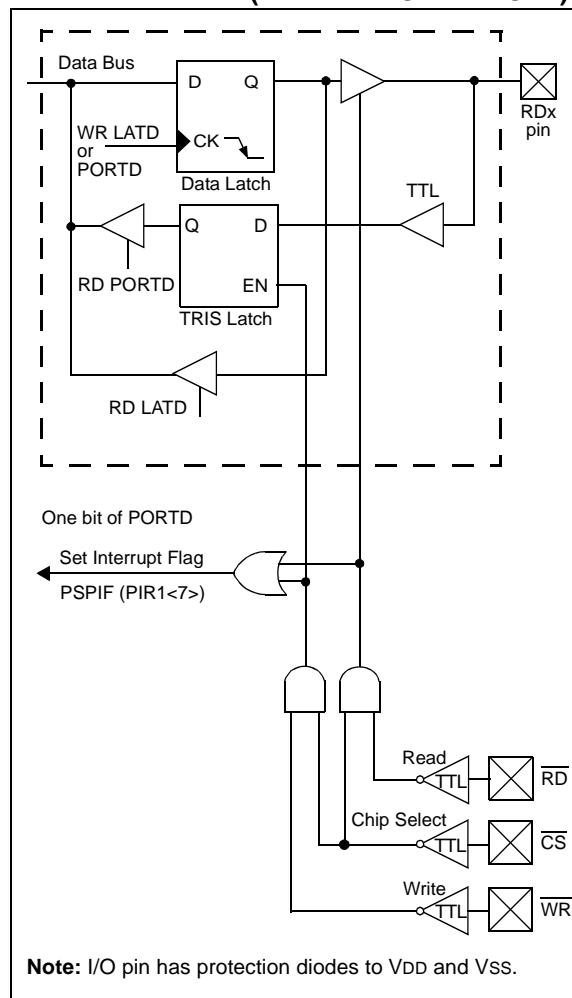 Data Bus
D Q
WR LATD
or
PORTD
CK
Data Latch
RDx
pin
TTL
Q D
RD PORTD
EN
TRIS Latch
RD LATD
One bit of PORTD
Set Interrupt Flag
PSPIF (PIR1<7>)
Read
TTL
RD
Chip Select
TTL
CS
Write
TTL
WR
Note: I/O pin has protection diodes to VDD and VSS.